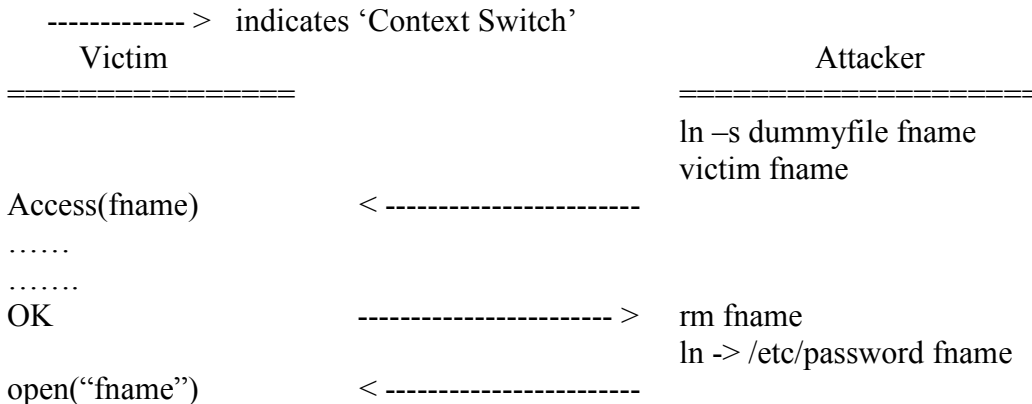 ------------- > indicates ‘Context Switch’
Victim Attacker
================ ====================
ln –s dummyfile fname
victim fname
Access(fname) < ------------------------
……
…….
OK ------------------------ > rm fname
ln -> /etc/password fname
open(“fname”) < ------------------------